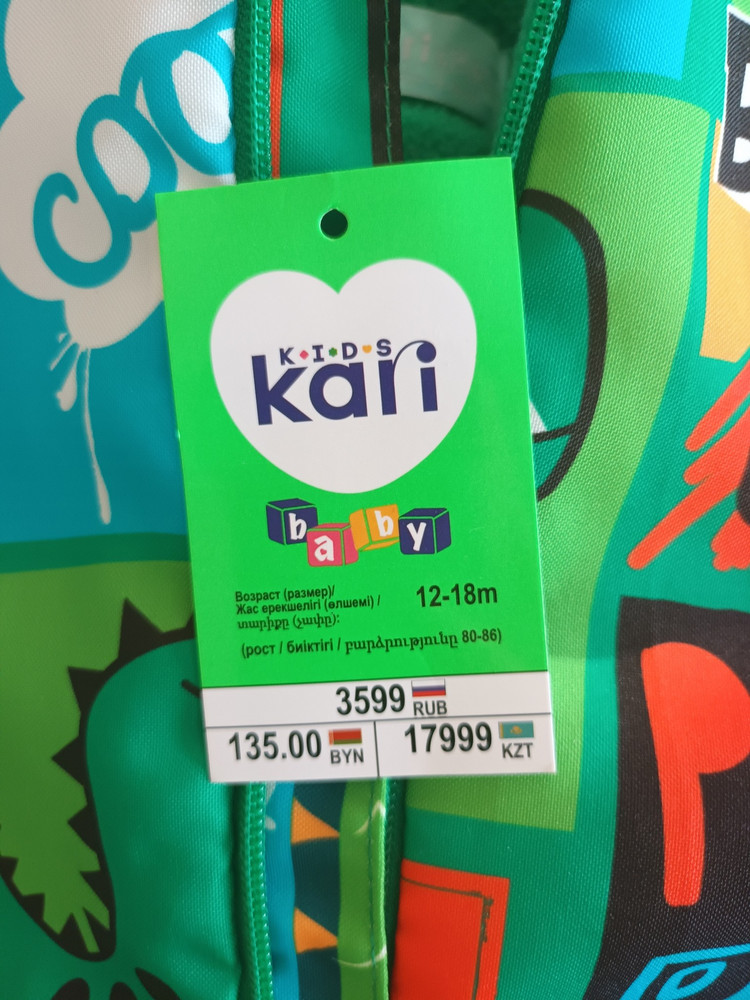 COO
KIDS
kari
baby
Возраст (размер)/
Жас ерекшелігі (өлшемі) / 12-18m
տարիքը (չափը):
(рост / биіктігі / բարձրությունը 80-86)
3599 RUB
135.00 BYN 17999 KZT